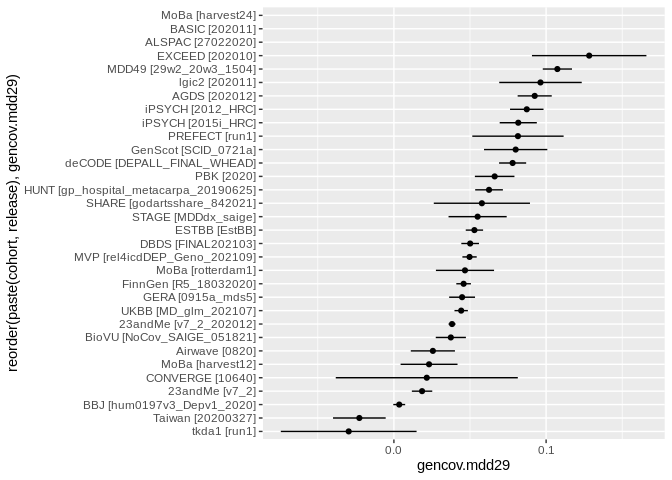 MoBa [harvest24]
BASIC [202011]
ALSPAC [27022020]
EXCEED [202010]
MDD49 [29w2_20w3_1504]
lgic2 [202011]
AGDS [202012]
iPSYCH [2012_HRC]
iPSYCH [2015i_HRC]
PREFECT [run1]
GenScot [SCID_0721a]
deCODE [DEPALL_FINAL_WHEAD]
PBK [2020]
HUNT [gp_hospital_metacarpa_20190625]
SHARE [godartsshare_842021]
STAGE [MDDdx_saige]
ESTBB [EstBB]
DBDS [FINAL202103]
MVP [rel4icdDEP_Geno_202109]
MoBa [rotterdam1]
FinnGen [R5_18032020]
GERA [0915a_mds5]
UKBB [MD_glm_202107]
23andMe [v7_2_202012]
BioVU [NoCov_SAIGE_051821]
Airwave [0820]
MoBa [harvest12]
CONVERGE [10640]
23andMe [v7_2]
BBJ [hum0197v3_Depv1_2020]
Taiwan [20200327]
tkda1 [run1]
reorder(paste(cohort, release), gencov.mdd29)
0.0 0.1
gencov.mdd29